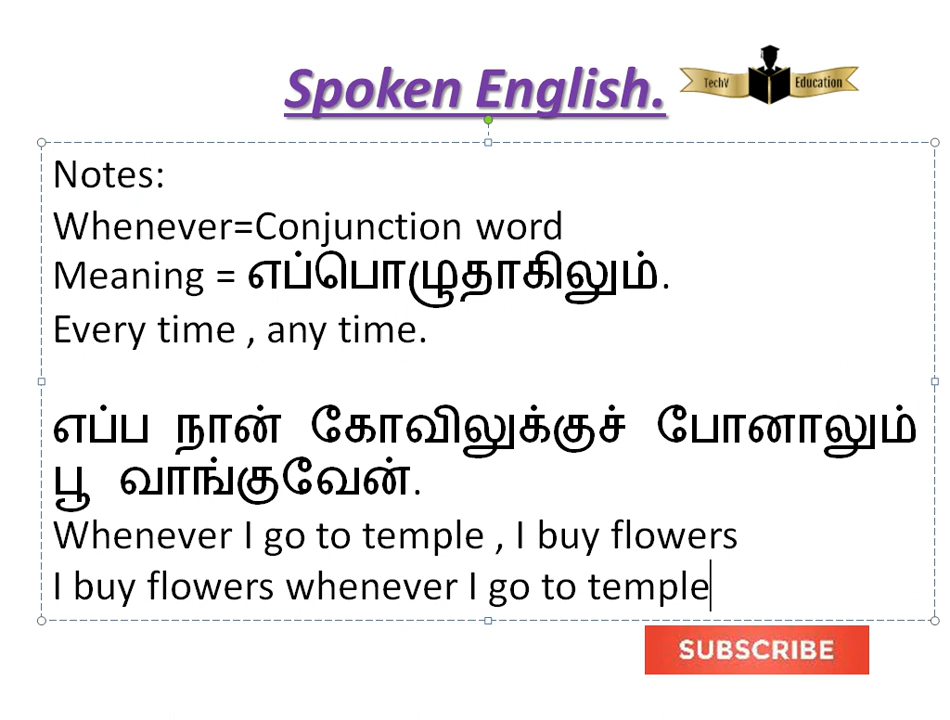 Spoken English.
TechV Education
Notes:
Whenever=Conjunction word
Meaning = எப்பொழுதாகிலும்.
Every time , any time.
எப்ப நான் கோவிலுக்குச் போனாலும்
பூ வாங்குவேன்.
Whenever I go to temple , I buy flowers
I buy flowers whenever I go to temple
SUBSCRIBE